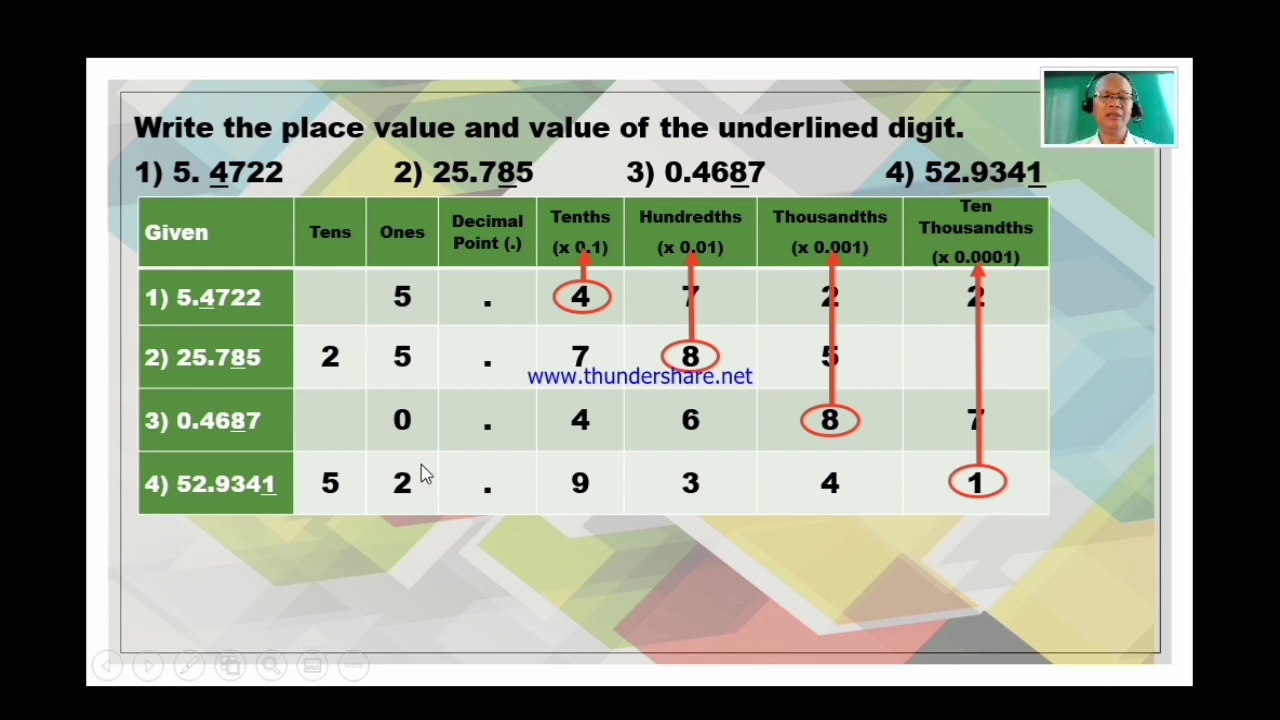 Write the place value and value of the underlined digit.
1) 5. 4722 2) 25.785 3) 0.4687 4) 52.9341
Given Tens Ones Decimal Point (.) Tenths (x 0.1) Hundredths (x 0.01) Thousandths (x 0.001) Ten Thousandths (x 0.0001)
1) 5.4722 5 . 4 7 2 2
2) 25.785 2 5 . 7 8 5
www.thundershare.net
3) 0.4687 0 . 4 6 8 7
4) 52.9341 5 2 . 9 3 4 1